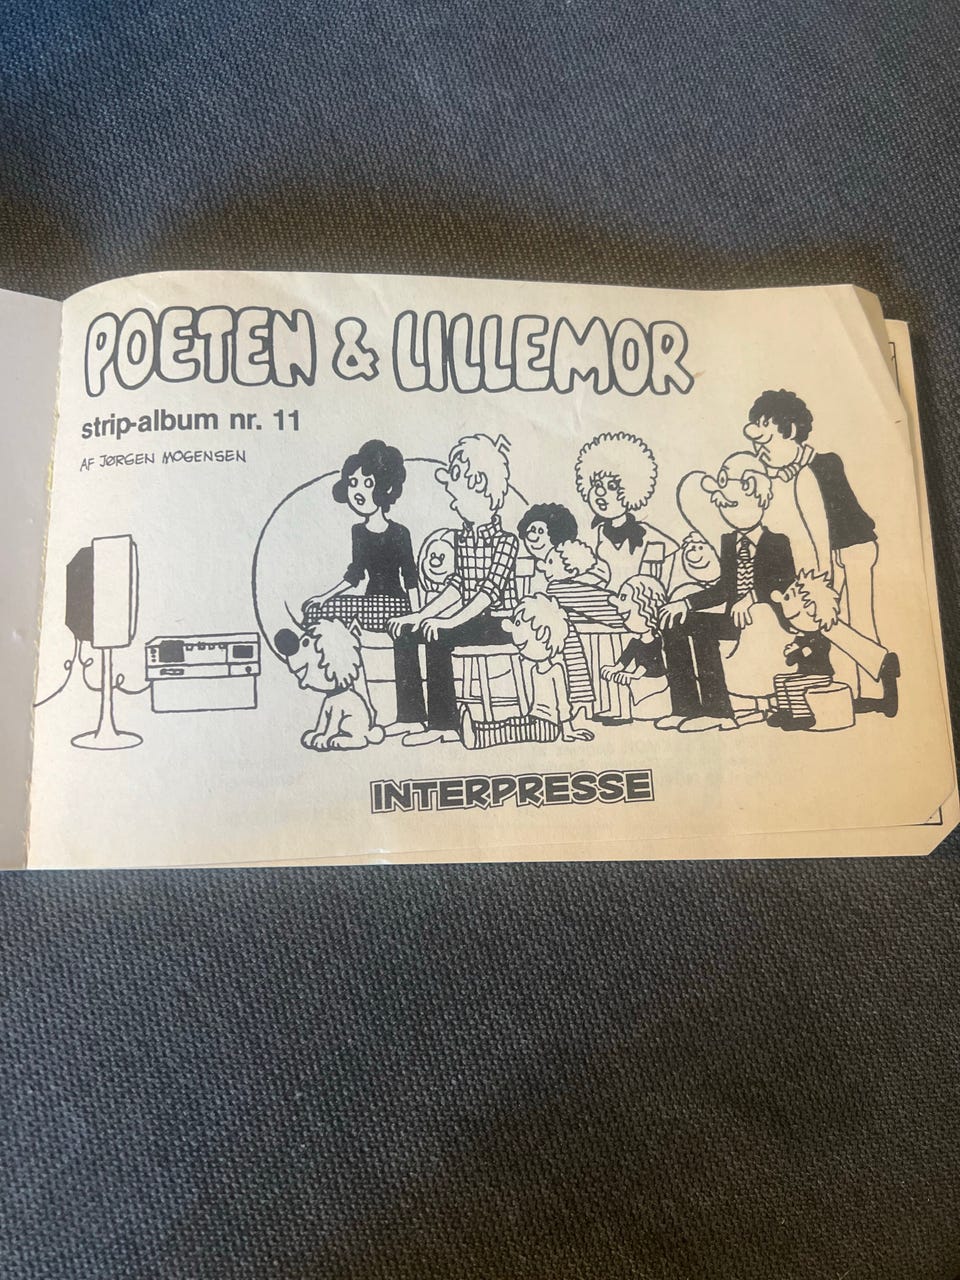 POETEN & LILLEMOR
strip-album nr. 11
AF JØRGEN MOGENSEN
INTERPRESSE